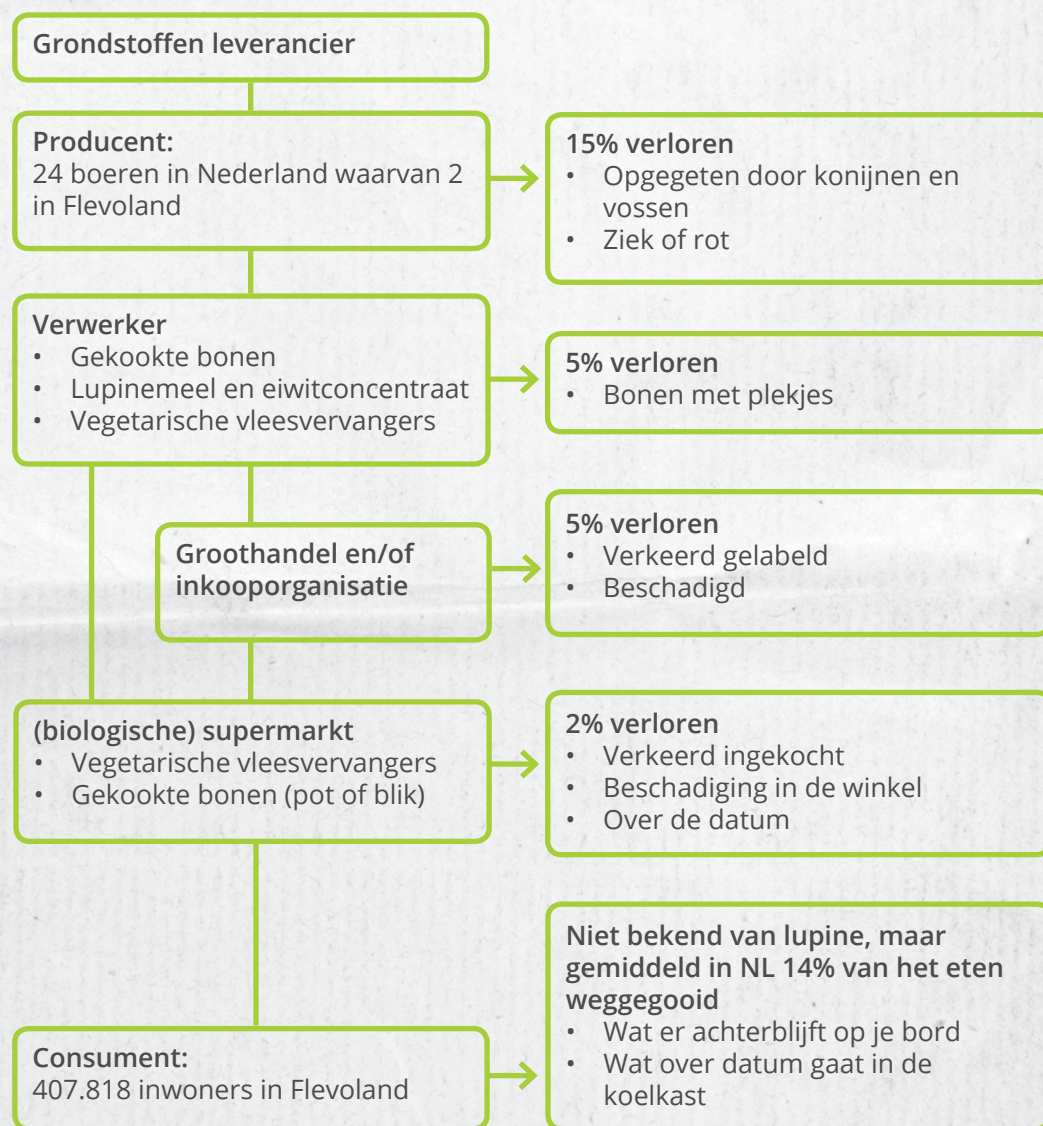 Grondstoffen leverancier
Producent:
24 boeren in Nederland waarvan 2
in Flevoland
15% verloren
• Opgegeten door konijnen en
vossen
• Ziek of rot
Verwerker
• Gekookte bonen
• Lupinemeel en eiwitconcentraat
• Vegetarische vleesvervangers
5% verloren
• Bonen met plekjes
Groothandel en/of
inkooporganisatie
5% verloren
• Verkeerd gelabeld
• Beschadigd
(biologische) supermarkt
• Vegetarische vleesvervangers
• Gekookte bonen (pot of blik)
2% verloren
• Verkeerd ingekocht
• Beschadiging in de winkel
• Over de datum
Consument:
407.818 inwoners in Flevoland
Niet bekend van lupine, maar
gemiddeld in NL 14% van het eten
weggegooid
• Wat er achterblijft op je bord
• Wat over datum gaat in de
koelkast